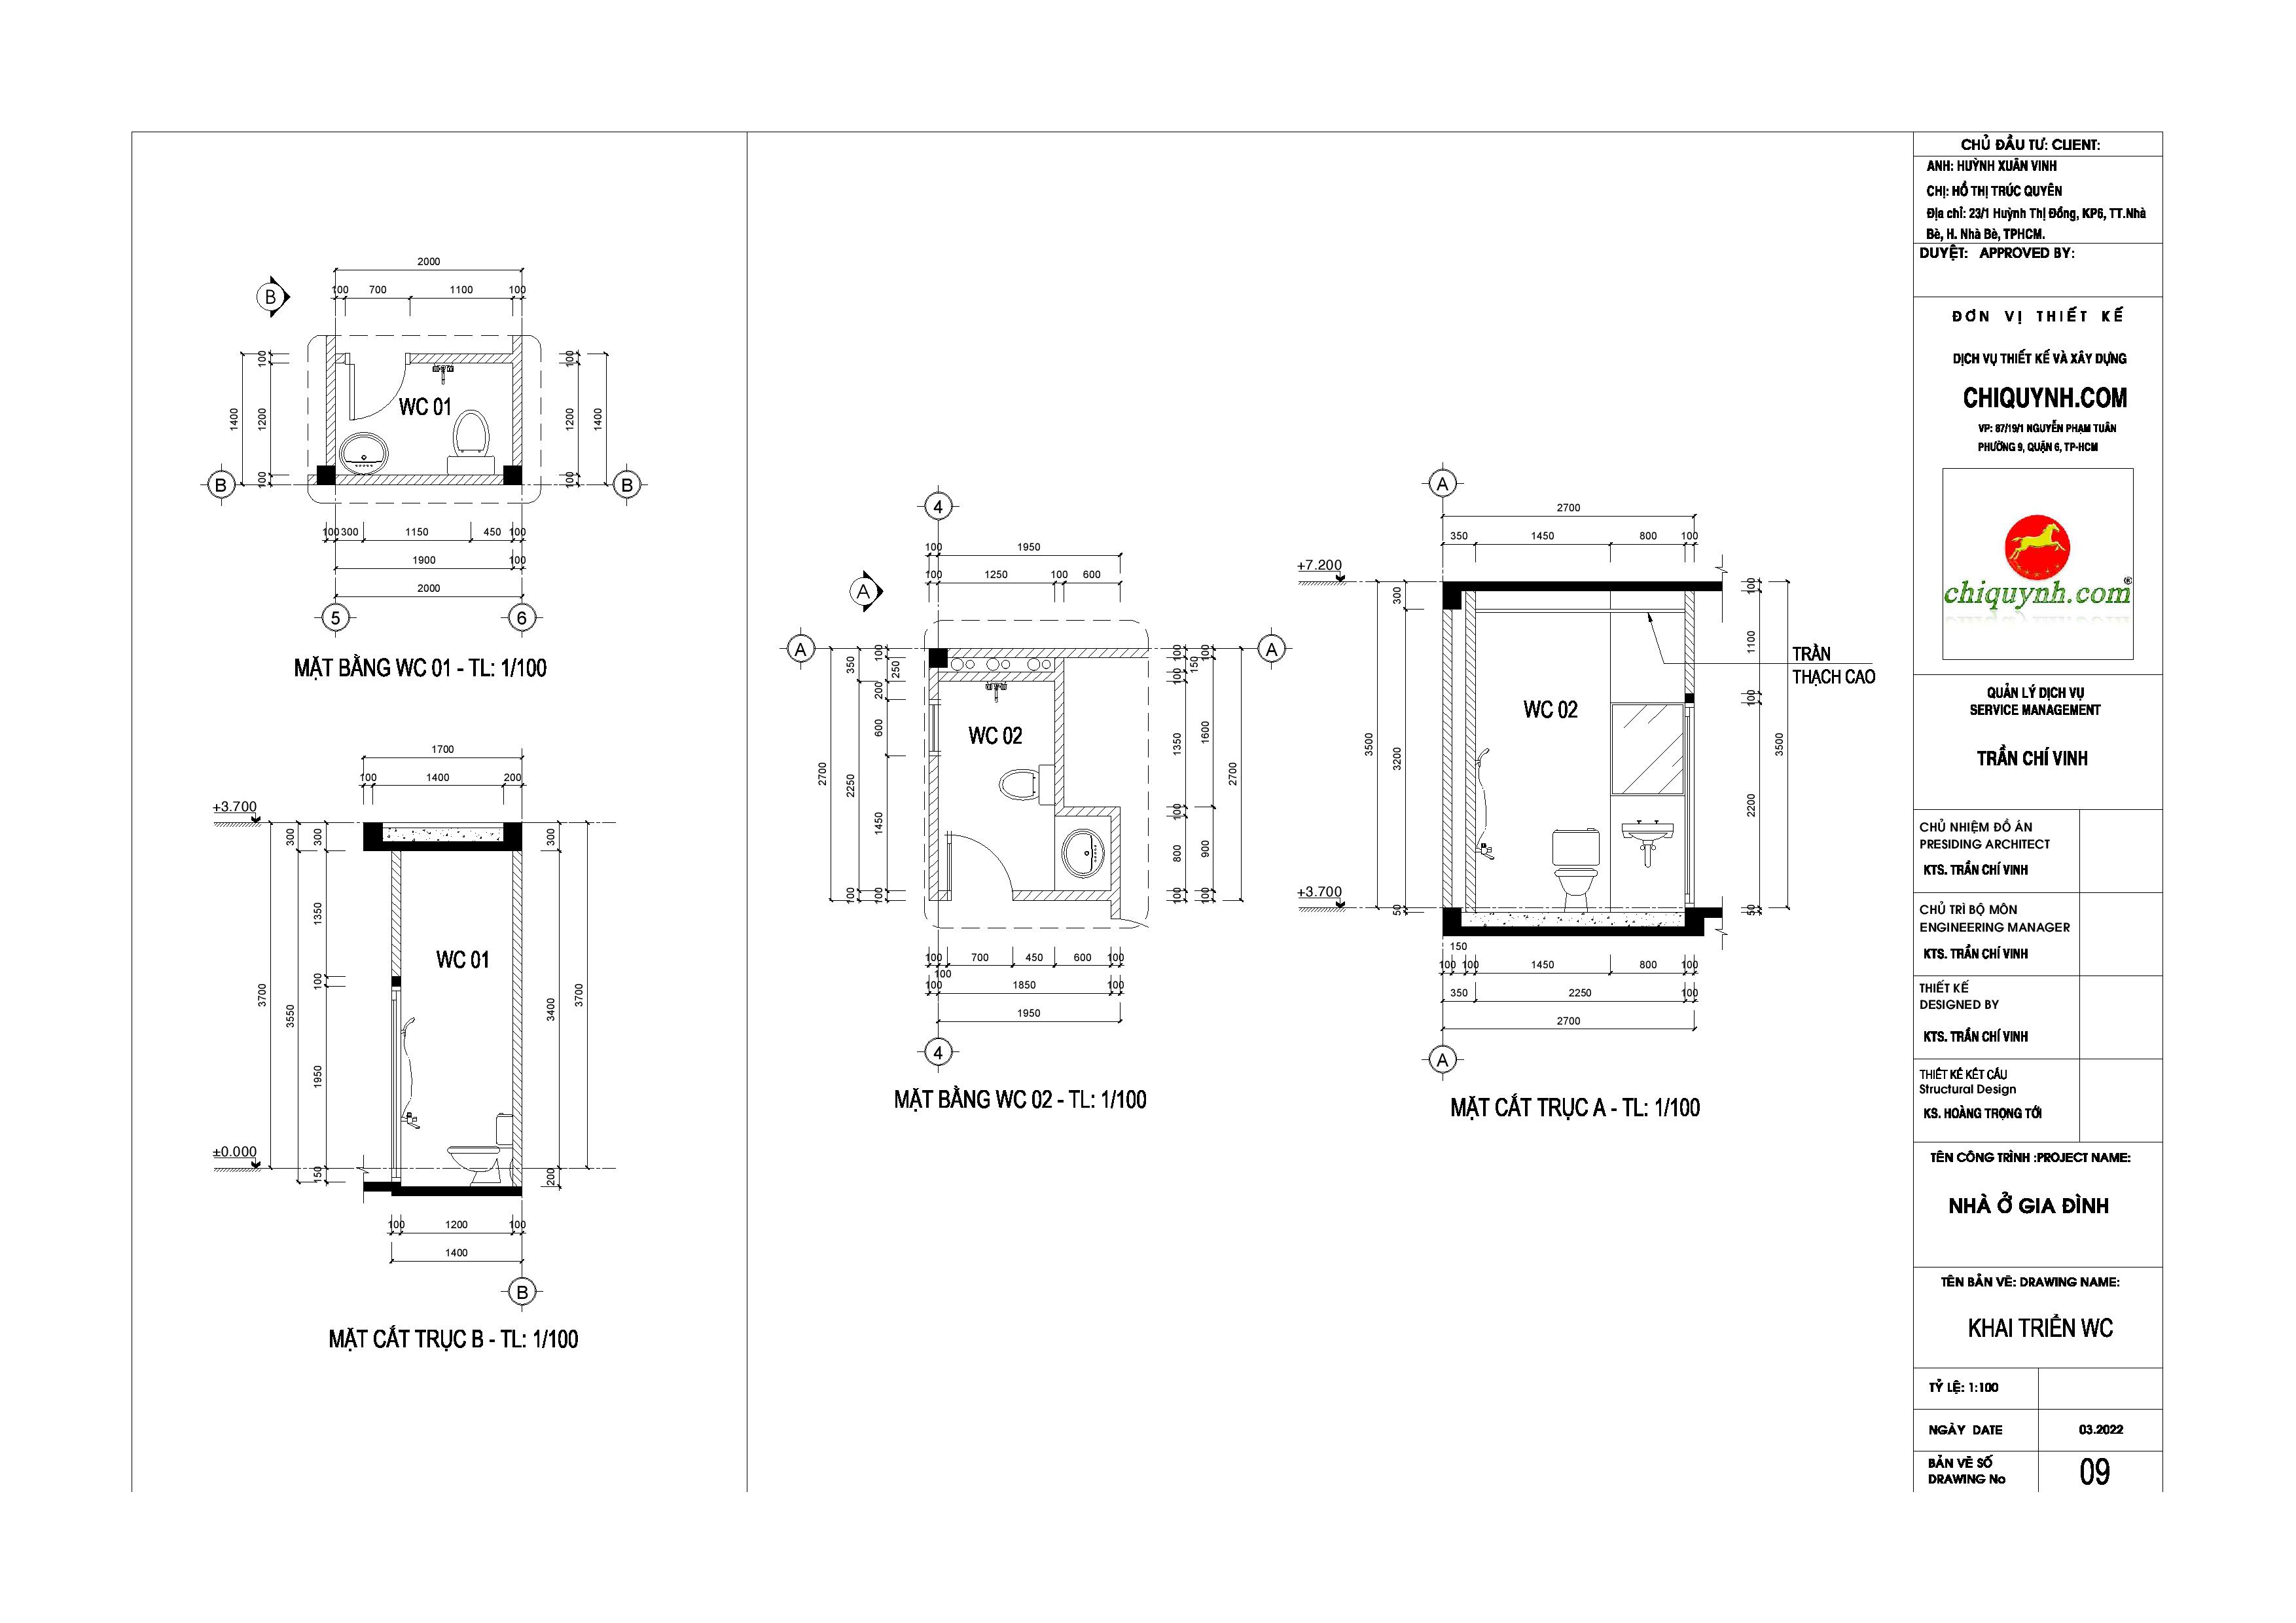 2000
100 700 1100 100
B
100
1200
1400
100
100
1200
1400
100
WC 01
B
B
100 300 1150 450 100
1900 100
2000
5
6
MẶT BẰNG WC 01 - TL: 1/100
1700
100 1400 200
+3.700
300
300
300
1350
100
3700
3550
1950
150
3400
3700
200
WC 01
±0.000
100 1200 100
1400
B
MẶT CẮT TRỤC B - TL: 1/100
4
100 1950
100 1250 100 600
A
A
A
350
100
250
200
600
2700
2250
1450
100
100
100
100
150
100
1350
1600
2700
100
800
900
100
100
WC 02
100 700 450 600 100
100
100 1850 100
1950
4
MẶT BẰNG WC 02 - TL: 1/100
A
2700
350 1450 800 100
+7.200
300
3500
3200
50
100
1100
100
3500
2200
50
TRẦN
THẠCH CAO
WC 02
+3.700
150
100 100 1450 800 100
350 2250 100
2700
A
MẶT CẮT TRỤC A - TL: 1/100
CHỦ ĐẦU TƯ: CLIENT:
ANH: HUỲNH XUÂN VINH
CHỊ: HỒ THỊ TRÚC QUYÊN
Địa chỉ: 23/1 Huỳnh Thị Đồng, KP6, TT.Nhà
Bè, H. Nhà Bè, TPHCM.
DUYỆT: APPROVED BY:
ĐƠN VỊ THIẾT KẾ
DỊCH VỤ THIẾT KẾ VÀ XÂY DỰNG
CHIQUYNH.COM
VP: 87/19/1 NGUYỄN PHẠM TUÂN
PHƯỜNG 9, QUẬN 6, TP-HCM
chiquynh.com®
QUẢN LÝ DỊCH VỤ
SERVICE MANAGEMENT
TRẦN CHÍ VINH
CHỦ NHIỆM ĐỒ ÁN
PRESIDING ARCHITECT
KTS. TRẦN CHÍ VINH
CHỦ TRÌ BỘ MÔN
ENGINEERING MANAGER
KTS. TRẦN CHÍ VINH
THIẾT KẾ
DESIGNED BY
KTS. TRẦN CHÍ VINH
THIẾT KẾ KẾT CẤU
Structural Design
KS. HOÀNG TRỌNG TỚI
TÊN CÔNG TRÌNH :PROJECT NAME:
NHÀ Ở GIA ĐÌNH
TÊN BẢN VẼ: DRAWING NAME:
KHAI TRIỂN WC
TỶ LỆ: 1:100
NGÀY DATE 03.2022
BẢN VẼ SỐ
DRAWING No
09